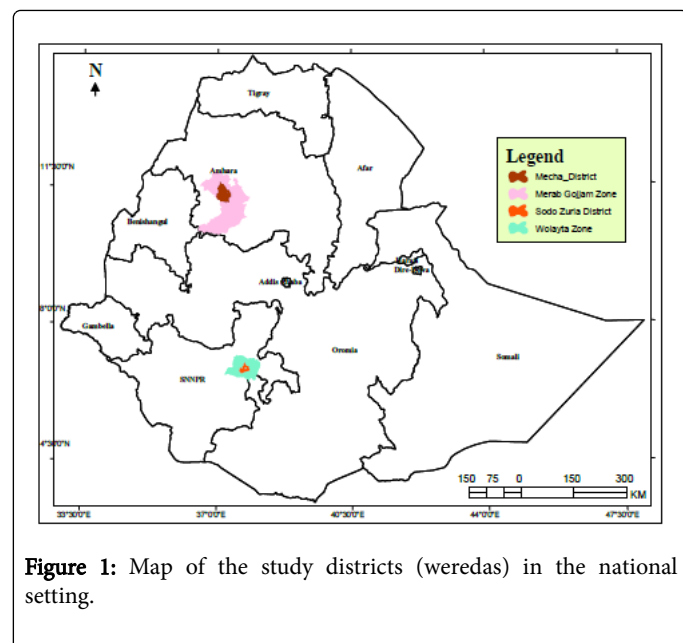 N
Tigray
11°30'0"N
Amhara
Afar
Legend
Mecha_District
Merab Gojjam Zone
Sodo Zuria District
Wolayta Zone
Benishangul
Dire-Dawa
Addis Ababa
8°0'0"N
Gambella
Oromia
Somali
SNNPR
4°30'0"N
150 75 0 150 300
KM
33°30'0"E 37°0'0"E 40°30'0"E 44°0'0"E 47°30'0"E
Figure 1: Map of the study districts (weredas) in the national
setting.